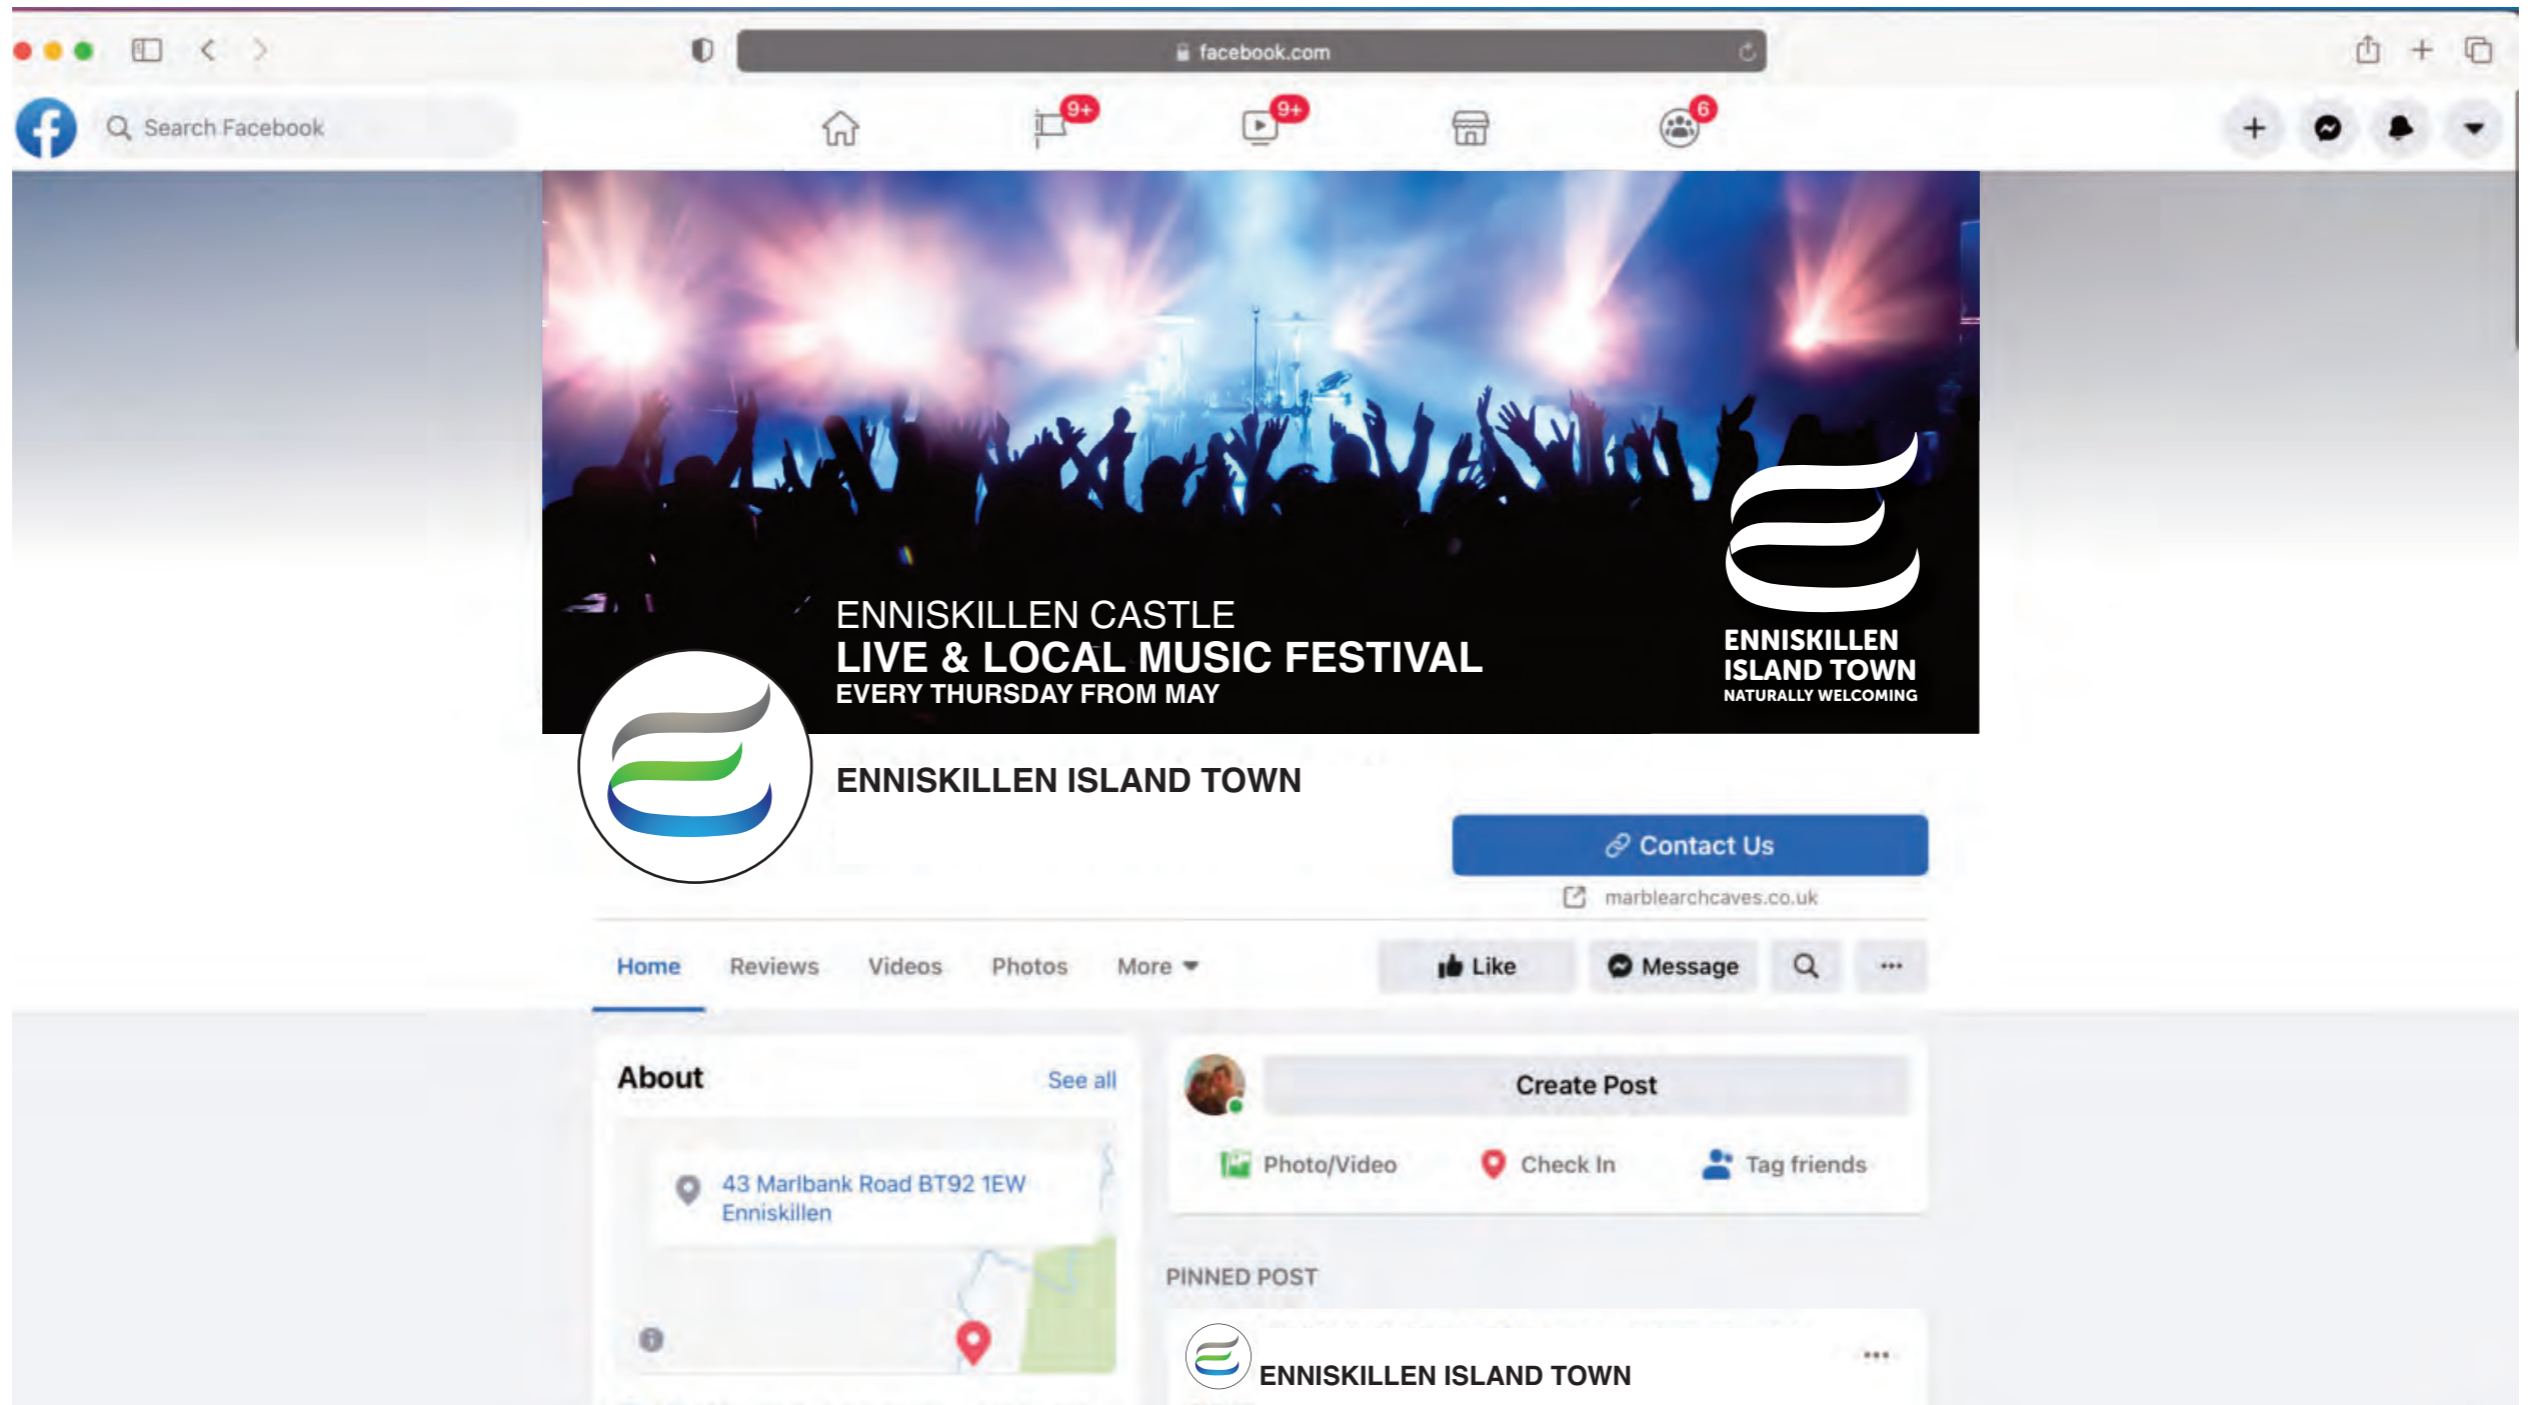 facebook.com
Search Facebook
9+
9+
6
ENNISKILLEN CASTLE
LIVE & LOCAL MUSIC FESTIVAL
EVERY THURSDAY FROM MAY
ENNISKILLEN
ISLAND TOWN
NATURALLY WELCOMING
ENNISKILLEN ISLAND TOWN
Contact Us
marblearchcaves.co.uk
Home Reviews Videos Photos More
Like Message
About See all
43 Marlbank Road BT92 1EW
Enniskillen
Create Post
Photo/Video Check In Tag friends
PINNED POST
ENNISKILLEN ISLAND TOWN